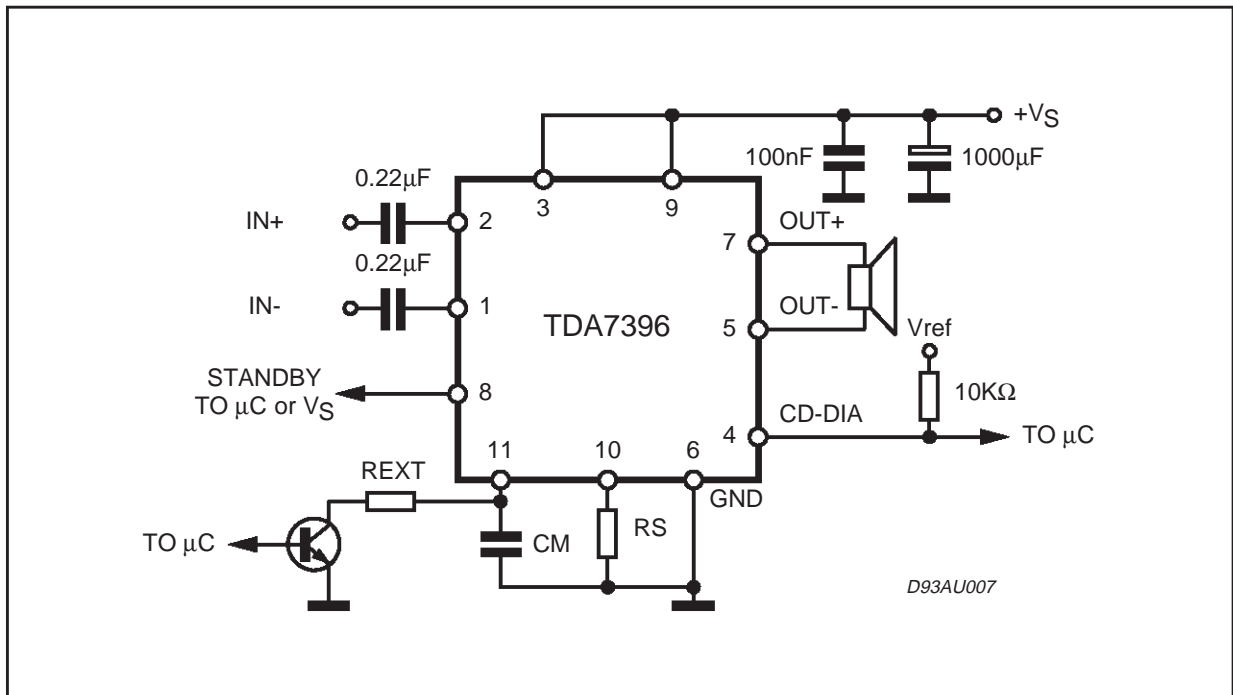 +VS
100nF
1000µF
0.22µF
3
9
IN+
2
7
OUT+
0.22µF
IN-
1
TDA7396
5
OUT-
Vref
STANDBY
TO µC or VS
8
10KΩ
4
CD-DIA
TO µC
11
10
6
GND
REXT
TO µC
CM
RS
D93AU007